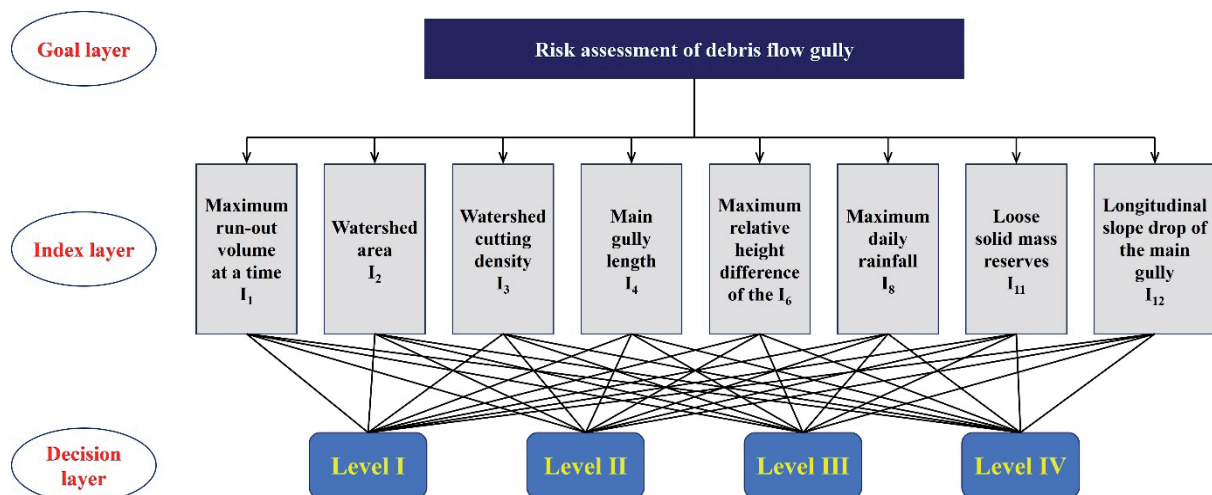 Goal layer
Risk assessment of debris flow gully
Index layer
Maximum
run-out
volume
at a time
I₁
Watershed
area
I₂
Watershed
cutting
density
I₃
Main
gully
length
I₄
Maximum
relative
height
difference
of the I₆
Maximum
daily
rainfall
I₈
Loose
solid mass
reserves
I₁₁
Longitudinal
slope drop of
the main
gully
I₁₂
Decision
layer
Level I
Level II
Level III
Level IV